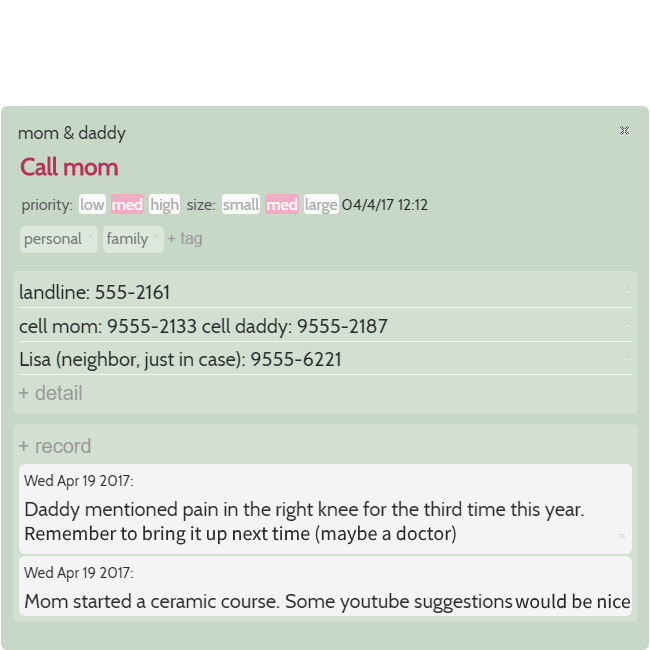 mom & daddy
Call mom
priority: low med high size: small med large 04/4/17 12:12
personal × family × + tag
landline: 555-2161
cell mom: 9555-2133 cell daddy: 9555-2187
Lisa (neighbor, just in case): 9555-6221
+ detail
+ record
Wed Apr 19 2017:
Daddy mentioned pain in the right knee for the third time this year.
Remember to bring it up next time (maybe a doctor)
Wed Apr 19 2017:
Mom started a ceramic course. Some youtube suggestions would be nice